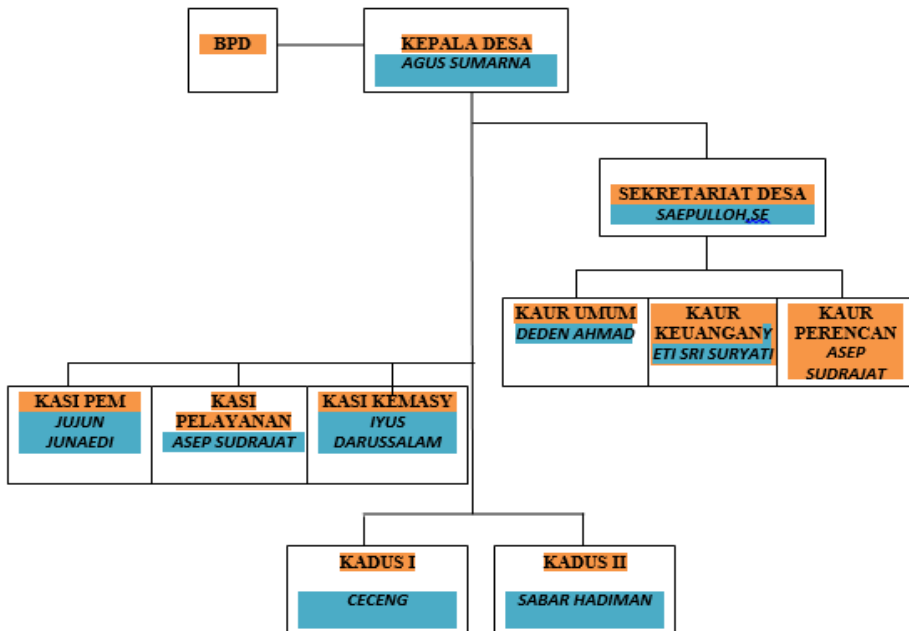 BPD
KEPALA DESA
AGUS SUMARNA
SEKRETARIAT DESA
SAEPULLOH,SE
KAUR UMUM
DEDEN AHMAD
KAUR
KEUANGANY
ETI SRI SURYATI
KAUR
PERENCAN
ASEP
SUDRAJAT
KASI PEM
JUJUN
JUNAEDI
KASI
PELAYANAN
ASEP SUDRAJAT
KASI KEMASY
IYUS
DARUSSALAM
KADUS I
CECENG
KADUS II
SABAR HADIMAN